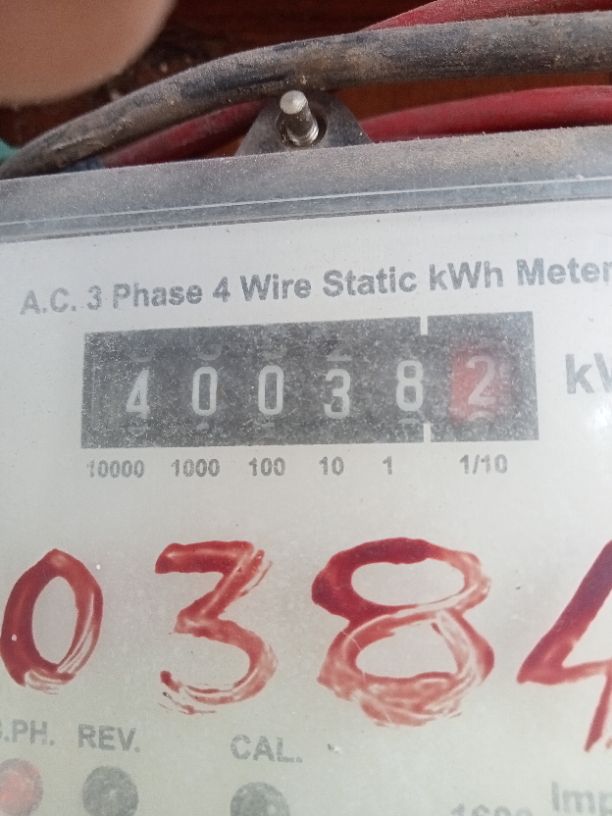 A.C. 3 Phase 4 Wire Static kWh Meter
400382
10000 1000 100 10 1 1/10
0384
REV.
CAL.